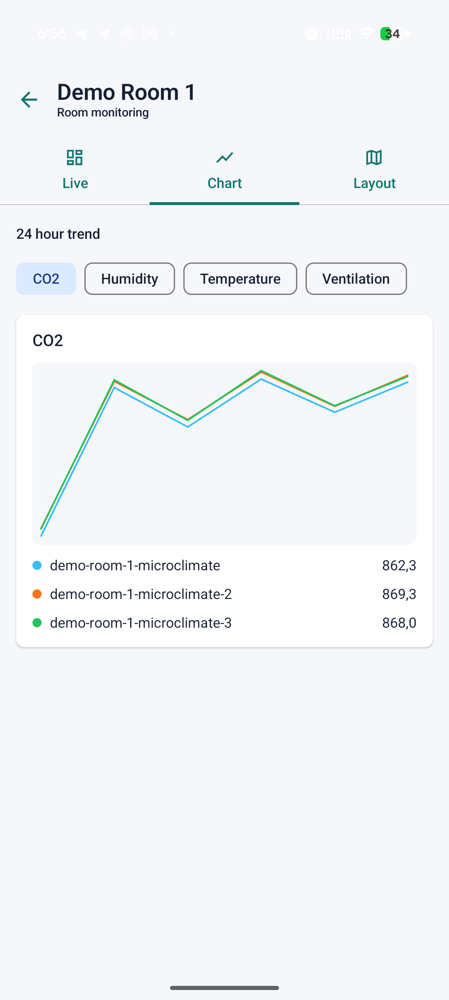 6:56
R
34
Demo Room 1
Room monitoring
Live
Chart
Layout
24 hour trend
CO2
Humidity
Temperature
Ventilation
CO2
demo-room-1-microclimate
862,3
demo-room-1-microclimate-2
869,3
demo-room-1-microclimate-3
868,0